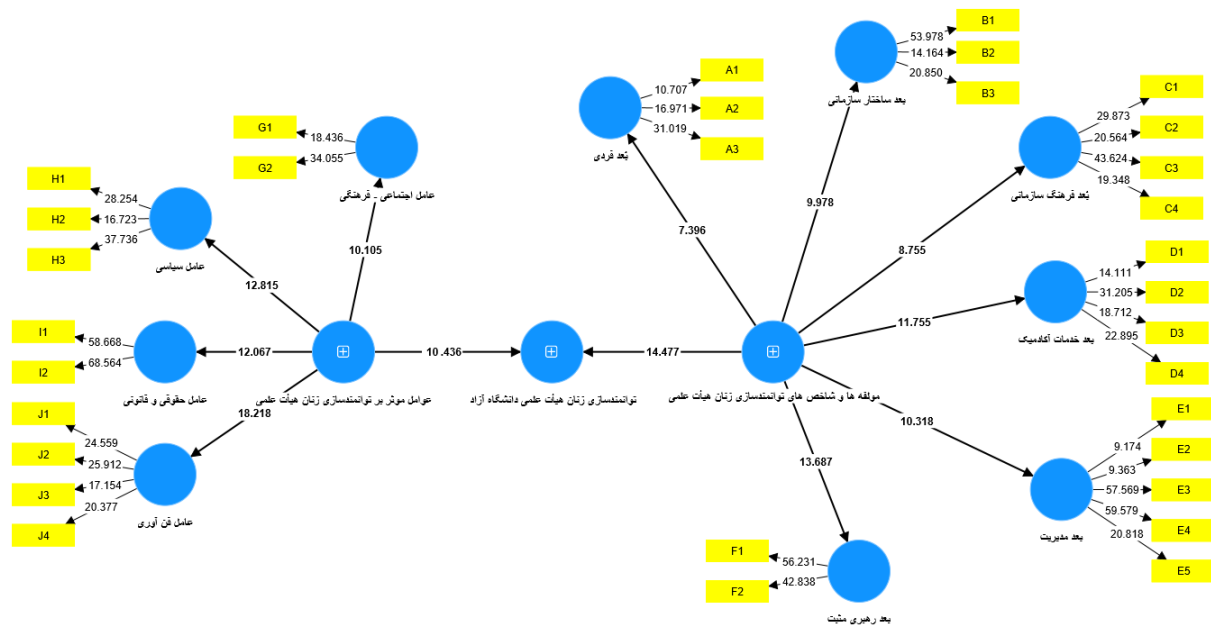 B1
53.978
14.164
B2
20.850
B3
بعد ساختار سازمانی
A1
10.707
16.971
A2
31.019
A3
بُعد فردی
C1
29.873
20.564
C2
43.624
C3
19.348
C4
بُعد فرهنگ سازمانی
G1
18.436
34.055
G2
عامل اجتماعی - فرهنگی
H1
28.254
16.723
H2
37.736
H3
عامل سیاسی
10.105
12.815
7.396
9.978
8.755
D1
14.111
31.205
D2
18.712
D3
22.895
D4
بعد خدمات آکادمیک
11.755
I1
58.668
68.564
I2
عامل حقوقی و قانونی
12.067
عوامل موثر بر توانمندسازی زنان هیأت علمی
10.436
توانمندسازی زنان هیأت علمی دانشگاه آزاد
14.477
مولفه ها و شاخص های توانمندسازی زنان هیأت علمی
18.218
10.318
13.687
J1
24.559
J2
25.912
17.154
J3
20.377
J4
عامل فن آوری
E1
9.174
E2
9.363
57.569
E3
59.579
E4
20.818
E5
بعد مدیریت
F1
56.231
42.838
F2
بعد رهبری مثبت